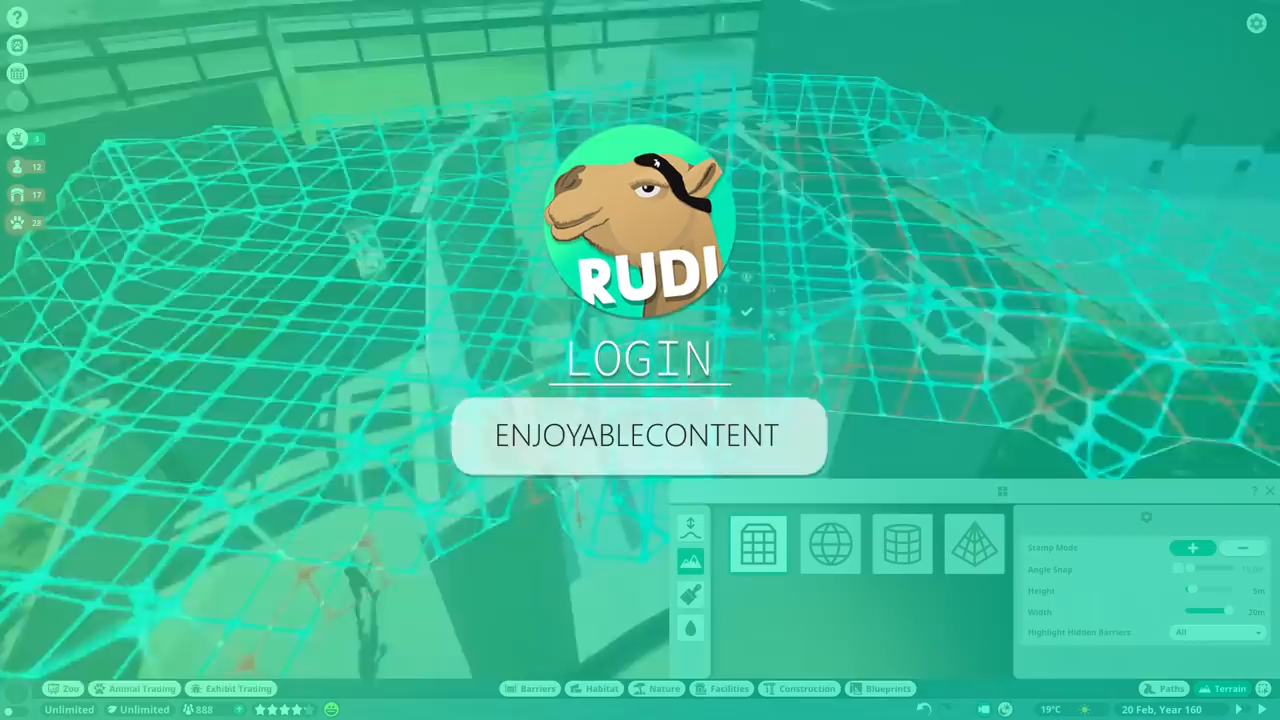 ?
3
12
17
28
RUDI
LOGIN
ENJOYABLECONTENT
?
Stamp Mode
Angle Snap
Height 5m
Width 20m
Highlight Hidden Barriers All
Zoo Animal Trading Exhibit Trading Barriers Habitat Nature Facilities Construction Blueprints Paths Terrain
Unlimited Unlimited 888 19°C 20 Feb, Year 160